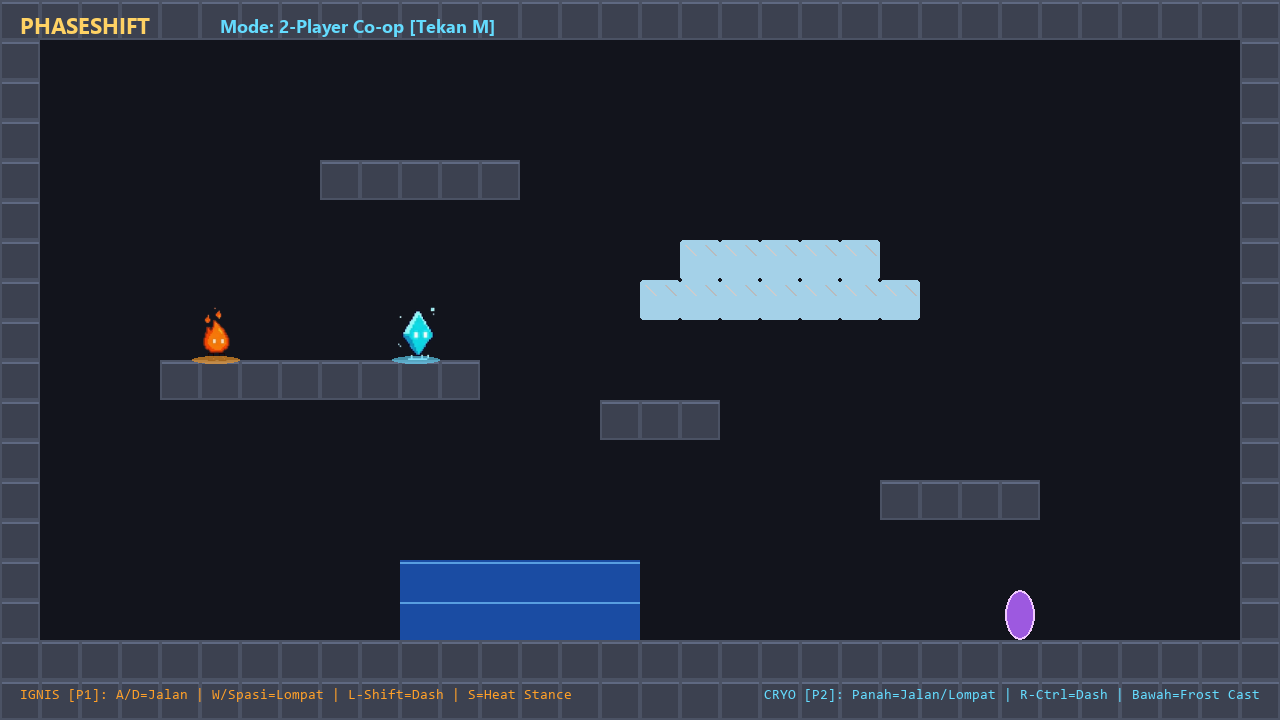 PHASESHIFT
Mode: 2-Player Co-op [Tekan M]
IGNIS [P1]: A/D=Jalan | W/Spasi=Lompat | L-Shift=Dash | S=Heat Stance
CRYO [P2]: Panah=Jalan/Lompat | R-Ctrl=Dash | Bawah=Frost Cast